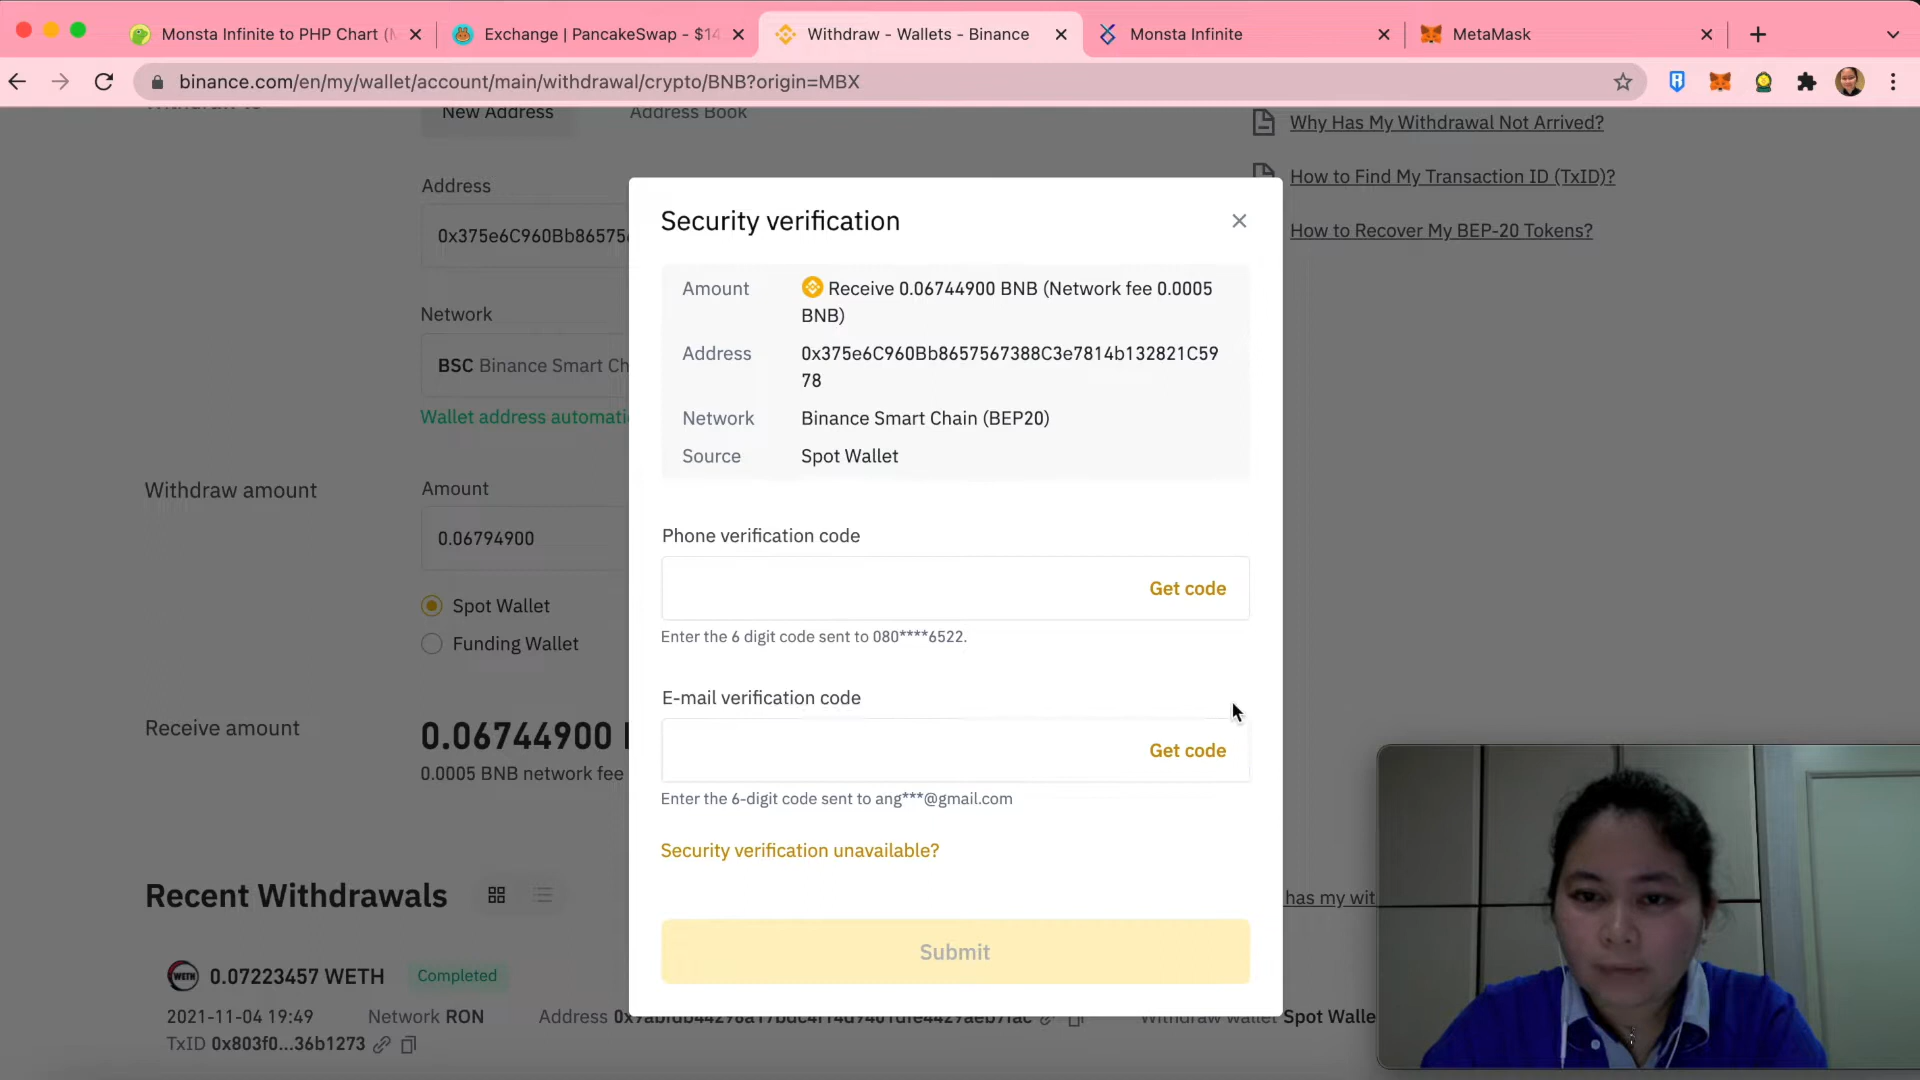 Monsta Infinite to PHP Chart (M
Exchange | PancakeSwap - $14
Withdraw - Wallets - Binance
Monsta Infinite
MetaMask
binance.com/en/my/wallet/account/main/withdrawal/crypto/BNB?origin=MBX
New Address
Address Book
Why Has My Withdrawal Not Arrived?
How to Find My Transaction ID (TxID)?
How to Recover My BEP-20 Tokens?
Address
0x375e6C960Bb86575
Network
BSC Binance Smart Ch
Wallet address automati
Withdraw amount
Amount
0.06794900
Spot Wallet
Funding Wallet
Receive amount
0.06744900
0.0005 BNB network fee
Security verification
Amount
Receive 0.06744900 BNB (Network fee 0.0005
BNB)
Address
0x375e6C960Bb8657567388C3e7814b132821C59
78
Network
Binance Smart Chain (BEP20)
Source
Spot Wallet
Phone verification code
Get code
Enter the 6 digit code sent to 080****6522.
E-mail verification code
Get code
Enter the 6-digit code sent to ang***@gmail.com
Security verification unavailable?
Submit
Recent Withdrawals
has my wit
WETH
0.07223457 WETH
Completed
2021-11-04 19:49
Network RON
Address
Spot Walle
TxID 0x803f0...36b1273